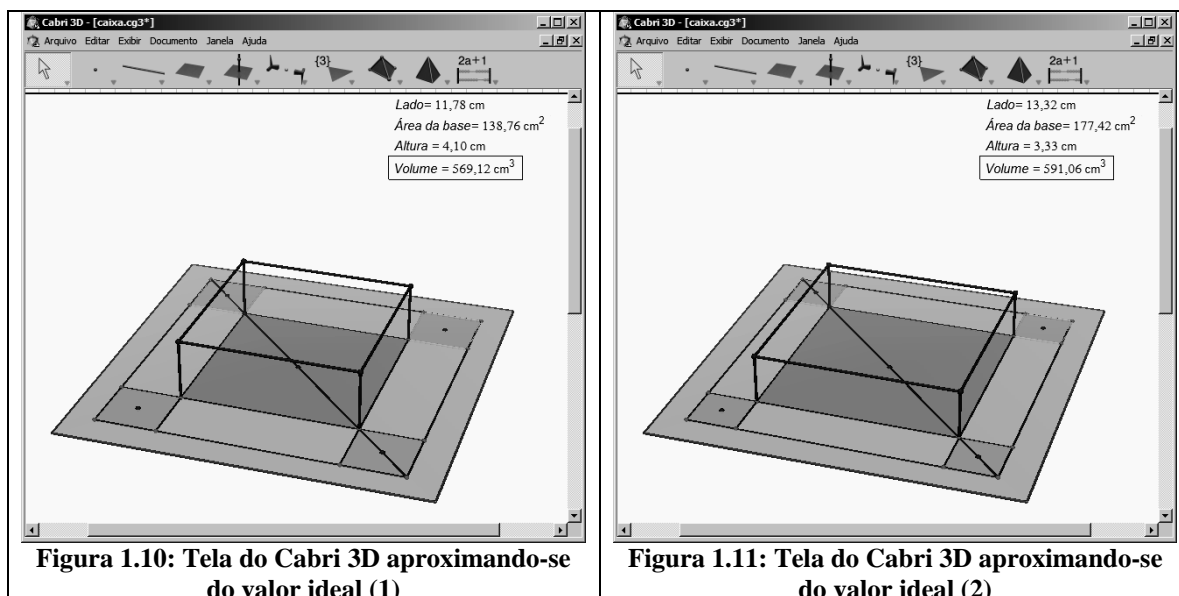 Cabri 3D - [caixa.cg3*]
Arquivo Editar Exibir Documento Janela Ajuda
{3}
2a+1
Lado= 11,78 cm
Área da base= 138,76 cm²
Altura = 4,10 cm
Volume = 569,12 cm³
Figura 1.10: Tela do Cabri 3D aproximando-se
do valor ideal (1)
Cabri 3D - [caixa.cg3*]
Arquivo Editar Exibir Documento Janela Ajuda
{3}
2a+1
Lado= 13,32 cm
Área da base= 177,42 cm²
Altura = 3,33 cm
Volume = 591,06 cm³
Figura 1.11: Tela do Cabri 3D aproximando-se
do valor ideal (2)